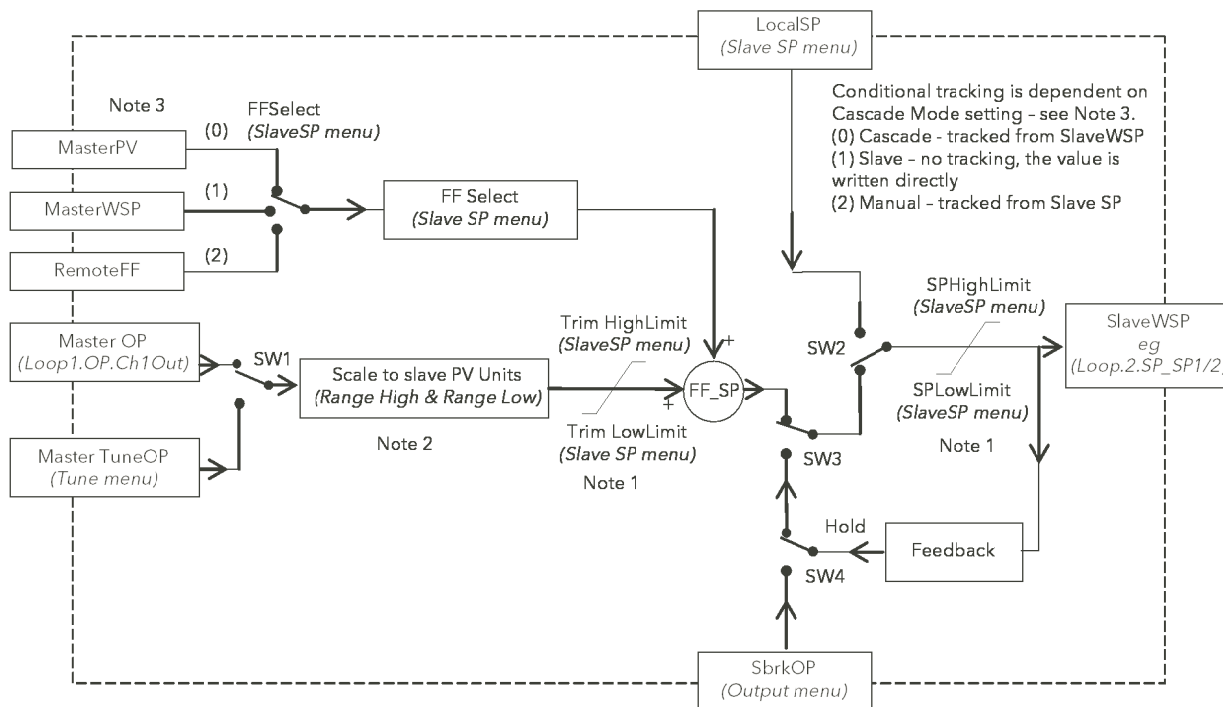 LocalSP
(Slave SP menu)
Conditional tracking is dependent on
Cascade Mode setting – see Note 3.
(0) Cascade - tracked from SlaveWSP
(1) Slave – no tracking, the value is
written directly
(2) Manual – tracked from Slave SP
Note 3
FFSelect
(SlaveSP menu)
(0)
MasterPV
(1)
MasterWSP
(2)
RemoteFF
FF Select
(Slave SP menu)
Master OP
(Loop1.OP.Ch1Out)
SW1
Scale to slave PV Units
(Range High & Range Low)
Note 2
Master TuneOP
(Tune menu)
Trim HighLimit
(SlaveSP menu)
+
+
FF_SP
Trim LowLimit
(Slave SP menu)
Note 1
SW2
SPHighLimit
(SlaveSP menu)
SPLowLimit
(SlaveSP menu)
Note 1
SlaveWSP
eg
(Loop.2.SP_SP1/2)
SW3
Hold
Feedback
SW4
SbrkOP
(Output menu)